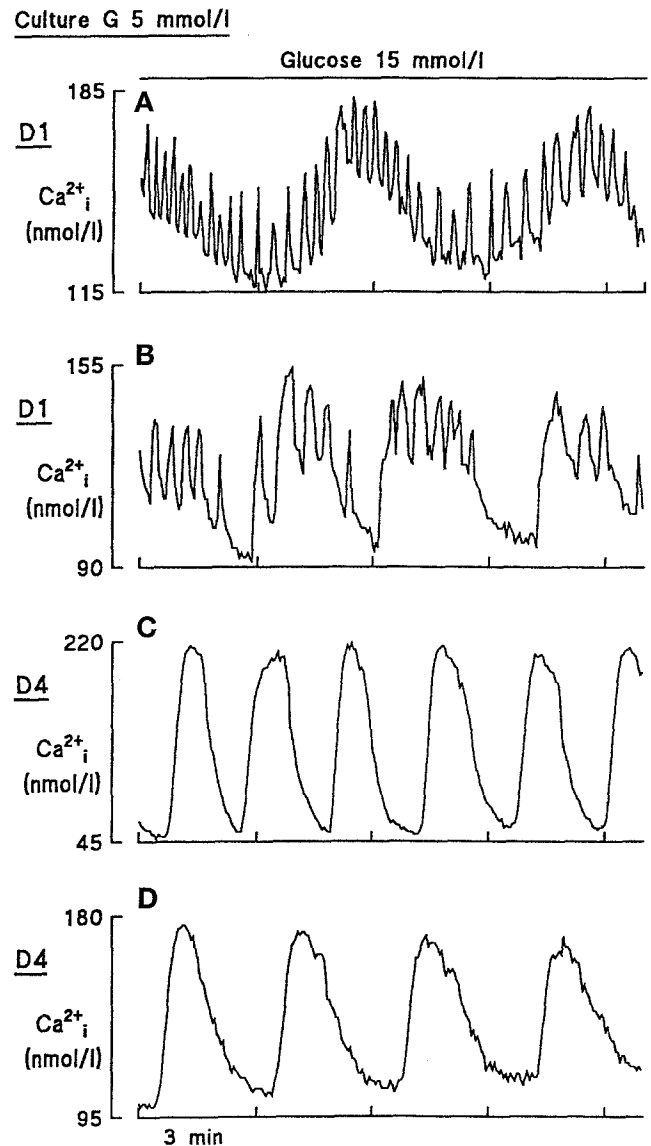 Culture G 5 mmol/l
Glucose 15 mmol/l
185
A
D1
Ca²⁺i
(nmol/l)
115
B
155
D1
Ca²⁺i
(nmol/l)
90
C
220
D4
Ca²⁺i
(nmol/l)
45
D
180
D4
Ca²⁺i
(nmol/l)
95
3 min